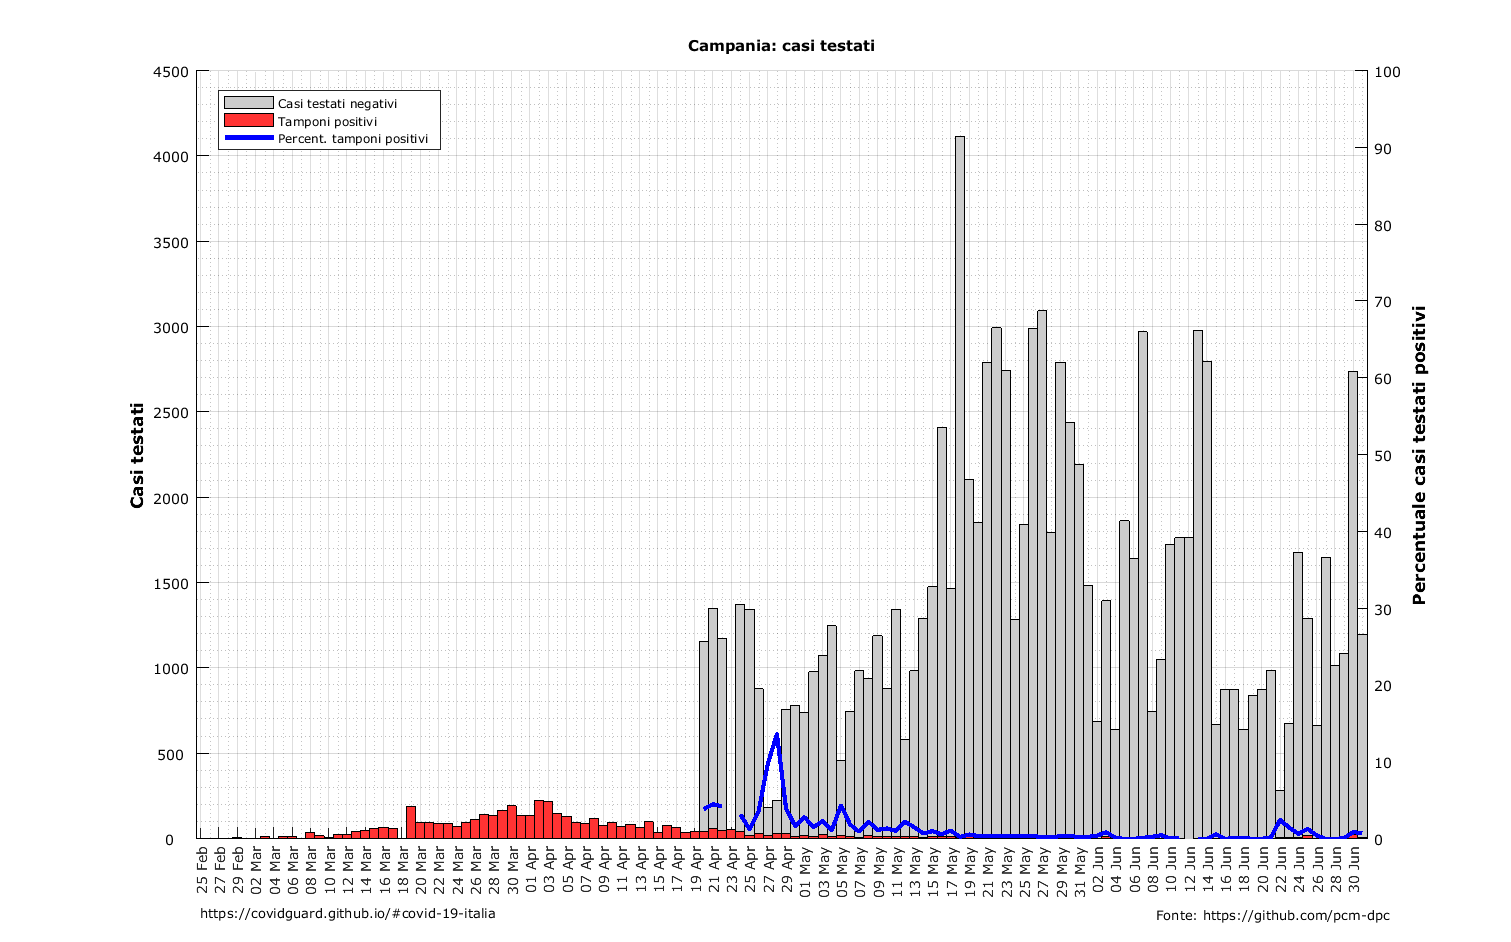 Campania: casi testati
Casi testati negativi
Tamponi positivi
Percent. tamponi positivi
Casi testati
4500
4000
3500
3000
2500
2000
1500
1000
500
0
100
90
80
70
60
50
40
30
20
10
0
Percentuale casi testati positivi
25 Feb
27 Feb
29 Feb
02 Mar
04 Mar
06 Mar
08 Mar
10 Mar
12 Mar
14 Mar
16 Mar
18 Mar
20 Mar
22 Mar
24 Mar
26 Mar
28 Mar
30 Mar
01 Apr
03 Apr
05 Apr
07 Apr
09 Apr
11 Apr
13 Apr
15 Apr
17 Apr
19 Apr
21 Apr
23 Apr
25 Apr
27 Apr
29 Apr
01 May
03 May
05 May
07 May
09 May
11 May
13 May
15 May
17 May
19 May
21 May
23 May
25 May
27 May
29 May
31 May
02 Jun
04 Jun
06 Jun
08 Jun
10 Jun
12 Jun
14 Jun
16 Jun
18 Jun
20 Jun
22 Jun
24 Jun
26 Jun
28 Jun
30 Jun
https://covidguard.github.io/#covid-19-italia
Fonte: https://github.com/pcm-dpc